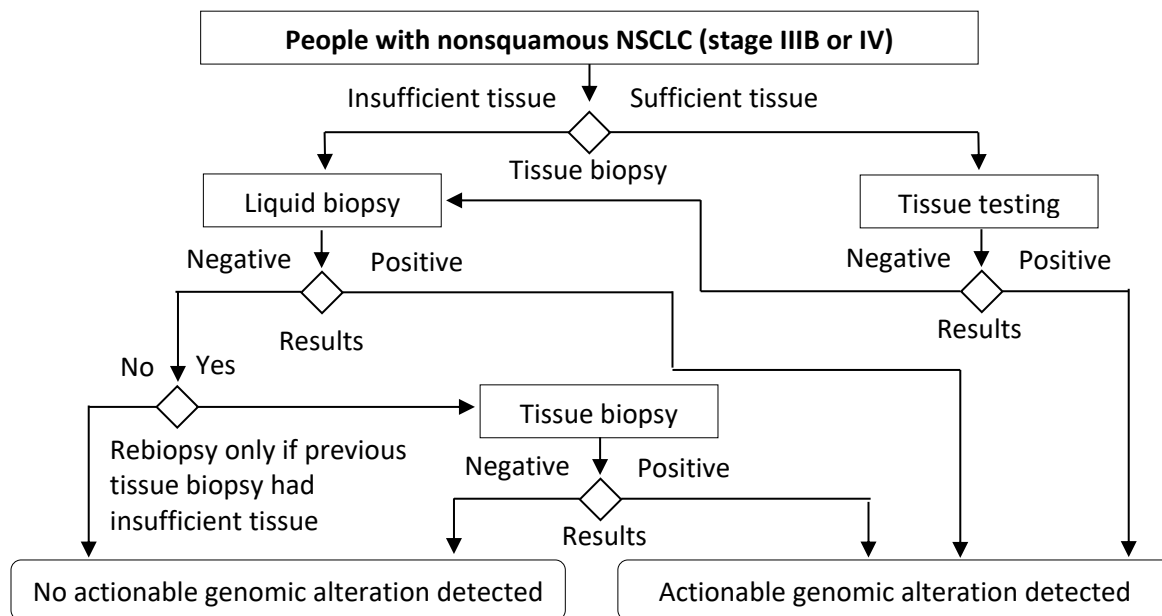 People with nonsquamous NSCLC (stage IIIB or IV)
Insufficient tissue
Sufficient tissue
Tissue biopsy
Liquid biopsy
Tissue testing
Negative
Positive
Negative
Positive
Results
Results
No
Yes
Rebiopsy only if previous
tissue biopsy had
insufficient tissue
Tissue biopsy
Negative
Positive
Results
No actionable genomic alteration detected
Actionable genomic alteration detected